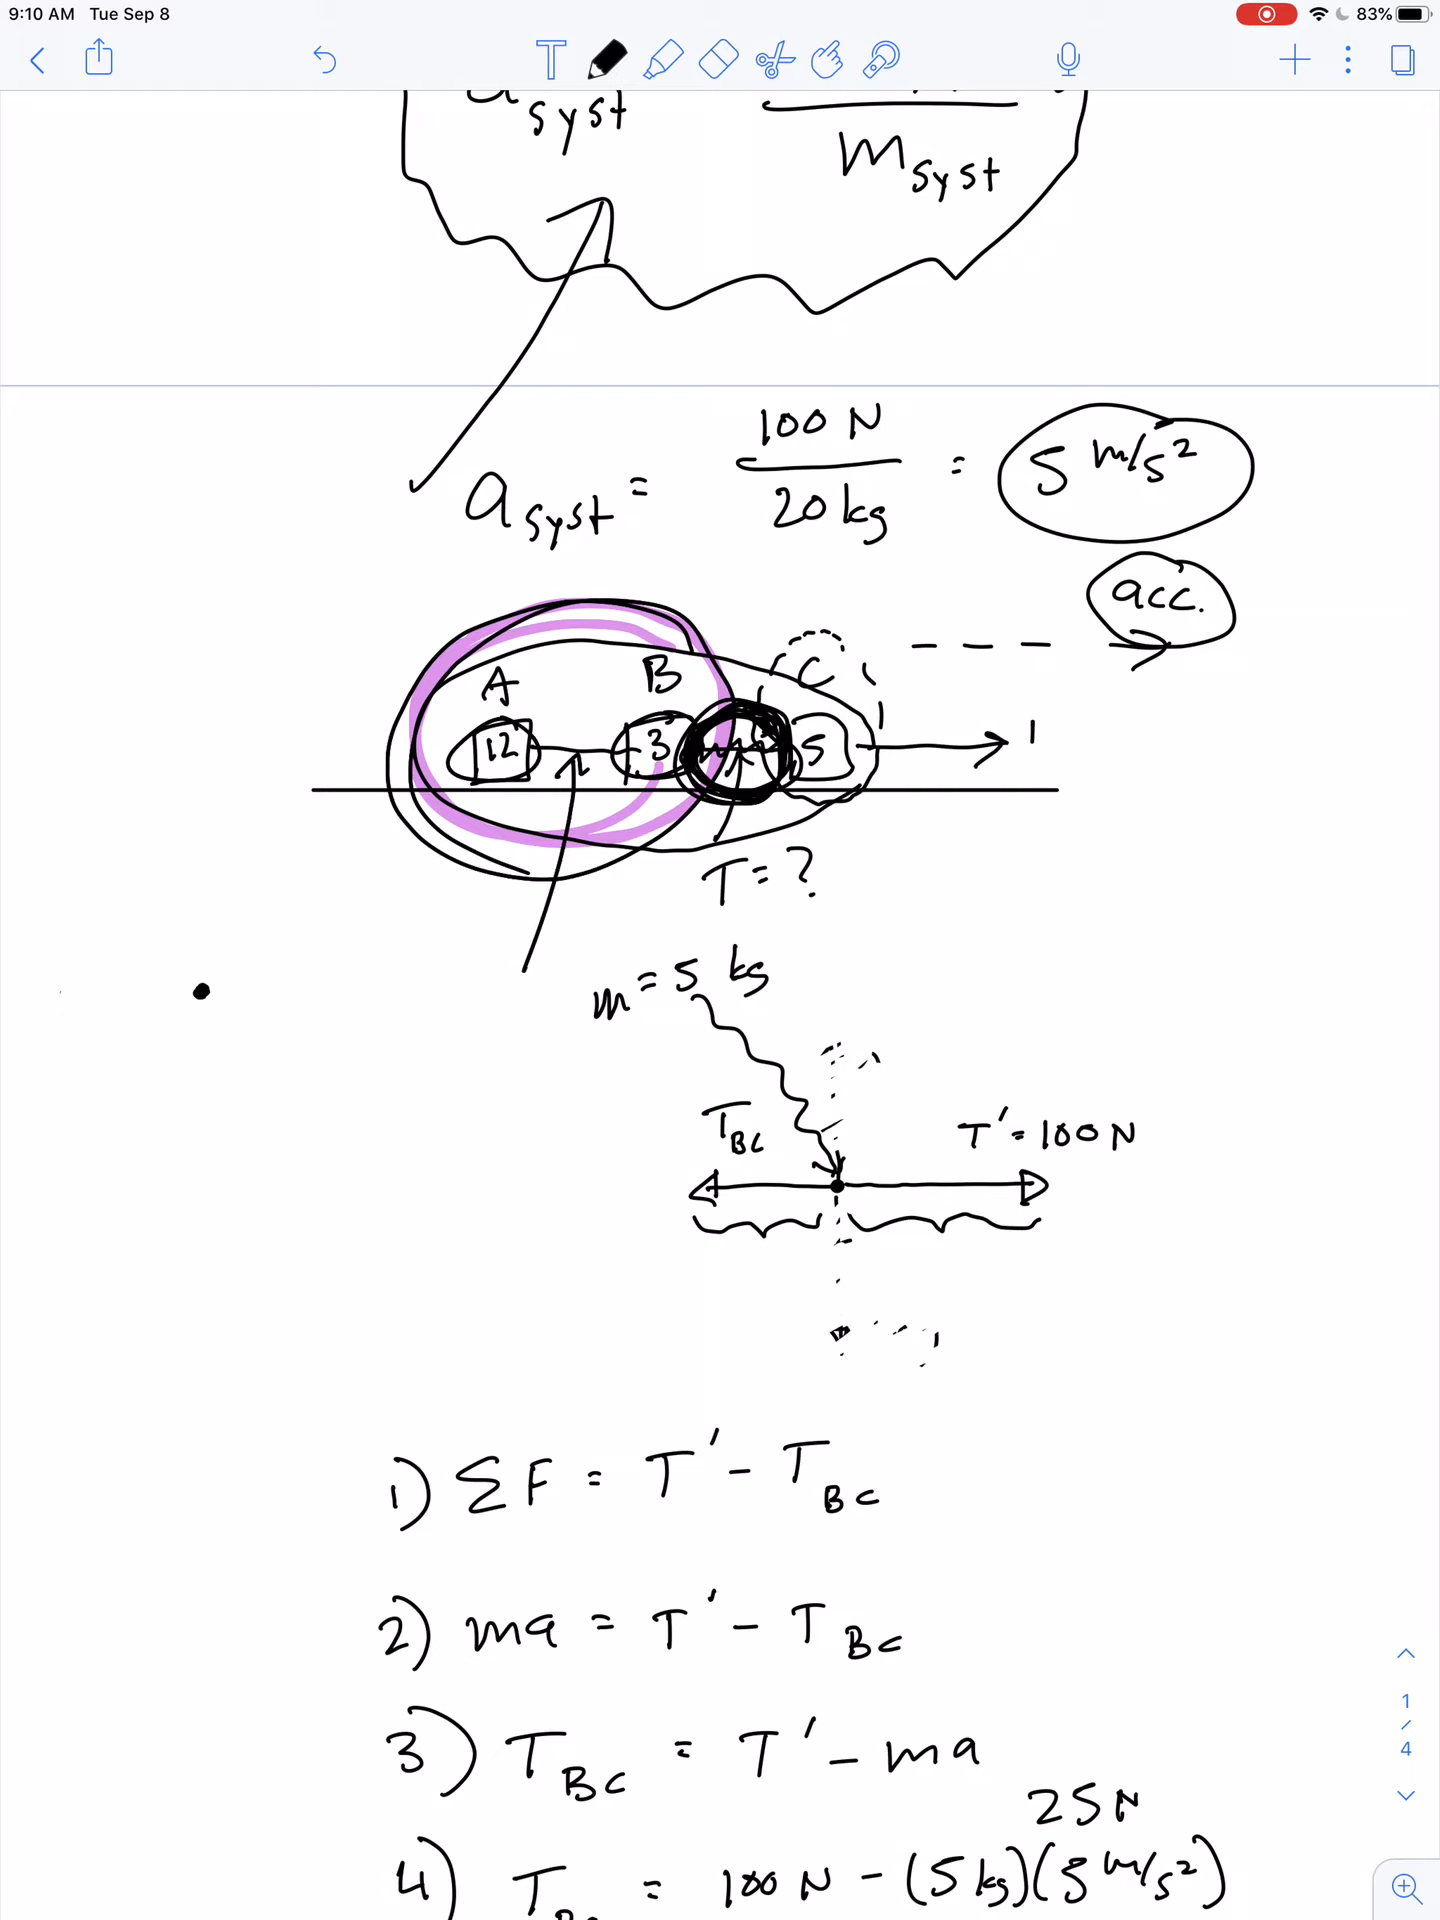 9:10 AM Tue Sep 8
83%
T
a syst
m syst
a syst = 100 N / 20 kg = 5 m/s²
acc.
A B C
12 3 5
T = ?
m = 5 kg
T BC
T' = 100 N
1) ΣF = T' - T BC
2) ma = T' - T BC
3) T BC = T' - ma
25 N
4) T BC = 100 N - (5 kg)(5 m/s²)
1
/
4